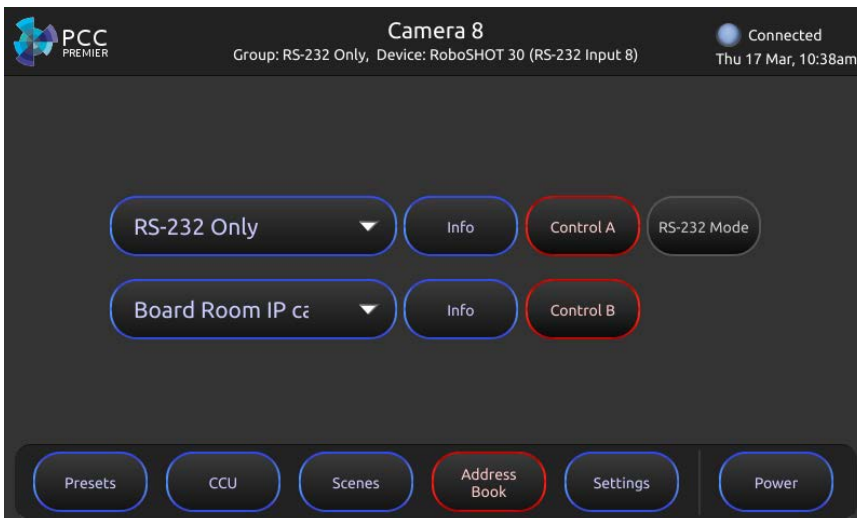 PCC
PREMIER
Camera 8
Group: RS-232 Only, Device: RoboSHOT 30 (RS-232 Input 8)
Connected
Thu 17 Mar, 10:38am
RS-232 Only
Info
Control A
RS-232 Mode
Board Room IP ca
Info
Control B
Presets
CCU
Scenes
Address
Book
Settings
Power